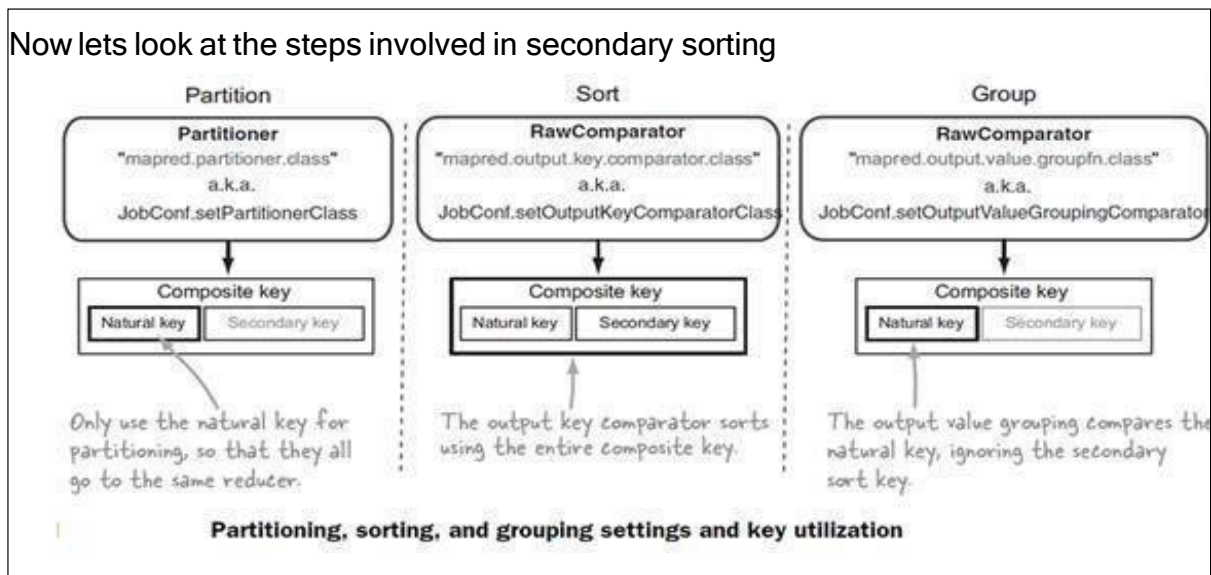 Now lets look at the steps involved in secondary sorting
Partition
Partitioner
"mapred.partitioner.class"
a.k.a.
JobConf.setPartitionerClass
Composite key
Natural key
Secondary key
Only use the natural key for
partitioning, so that they all
go to the same reducer.
Sort
RawComparator
"mapred.output.key.comparator.class"
a.k.a.
JobConf.setOutputKeyComparatorClass
Composite key
Natural key
Secondary key
The output key comparator sorts
using the entire composite key.
Group
RawComparator
"mapred.output.value.groupfn.class"
a.k.a.
JobConf.setOutputValueGroupingComparator
Composite key
Natural key
Secondary key
The output value grouping compares the
natural key, ignoring the secondary
sort key.
Partitioning, sorting, and grouping settings and key utilization